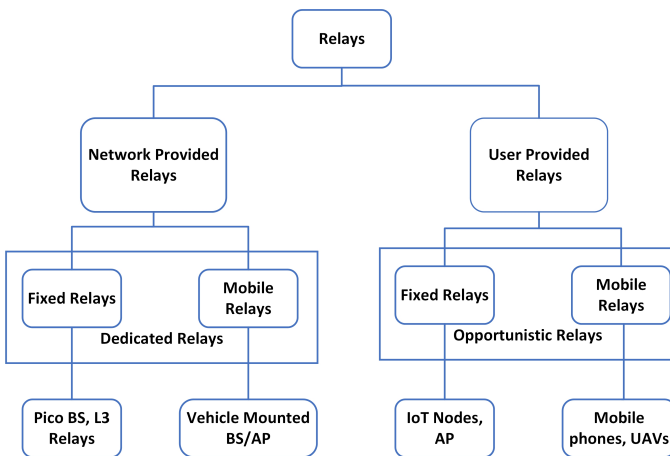 Relays
Network Provided
Relays
User Provided
Relays
Fixed Relays
Mobile
Relays
Dedicated Relays
Fixed Relays
Mobile
Relays
Opportunistic Relays
Pico BS, L3
Relays
Vehicle Mounted
BS/AP
IoT Nodes,
AP
Mobile
phones, UAVs